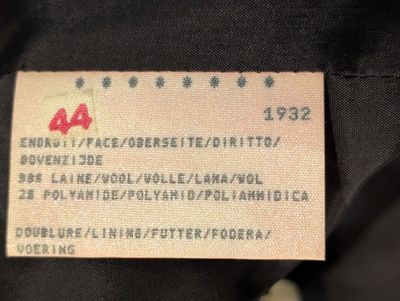 * * * * * * * *
44
1932
ENDROIT/FACE/OBERSEITE/DIRITTO/
BOVENZIJDE
98% LAINE/WOOL/WOLLE/LANA/WOL
2% POLYAMIDE/POLYAMID/POLIAMMIDICA
DOUBLURE/LINING/FUTTER/FODERA/
VOERING